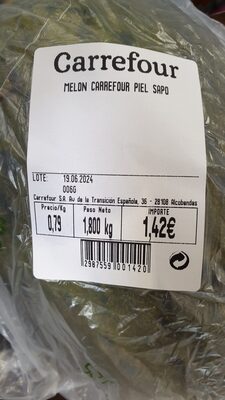 Carrefour
MELON CARREFOUR PIEL SAPO
LOTE: 19.06.2024
006G
Carrefour S.A. Av de la Transición Española, 36 - 28108 Alcobendas
Precio/Kg Peso Neto IMPORTE
0,79 1,800 kg 1,42€
2987559001420